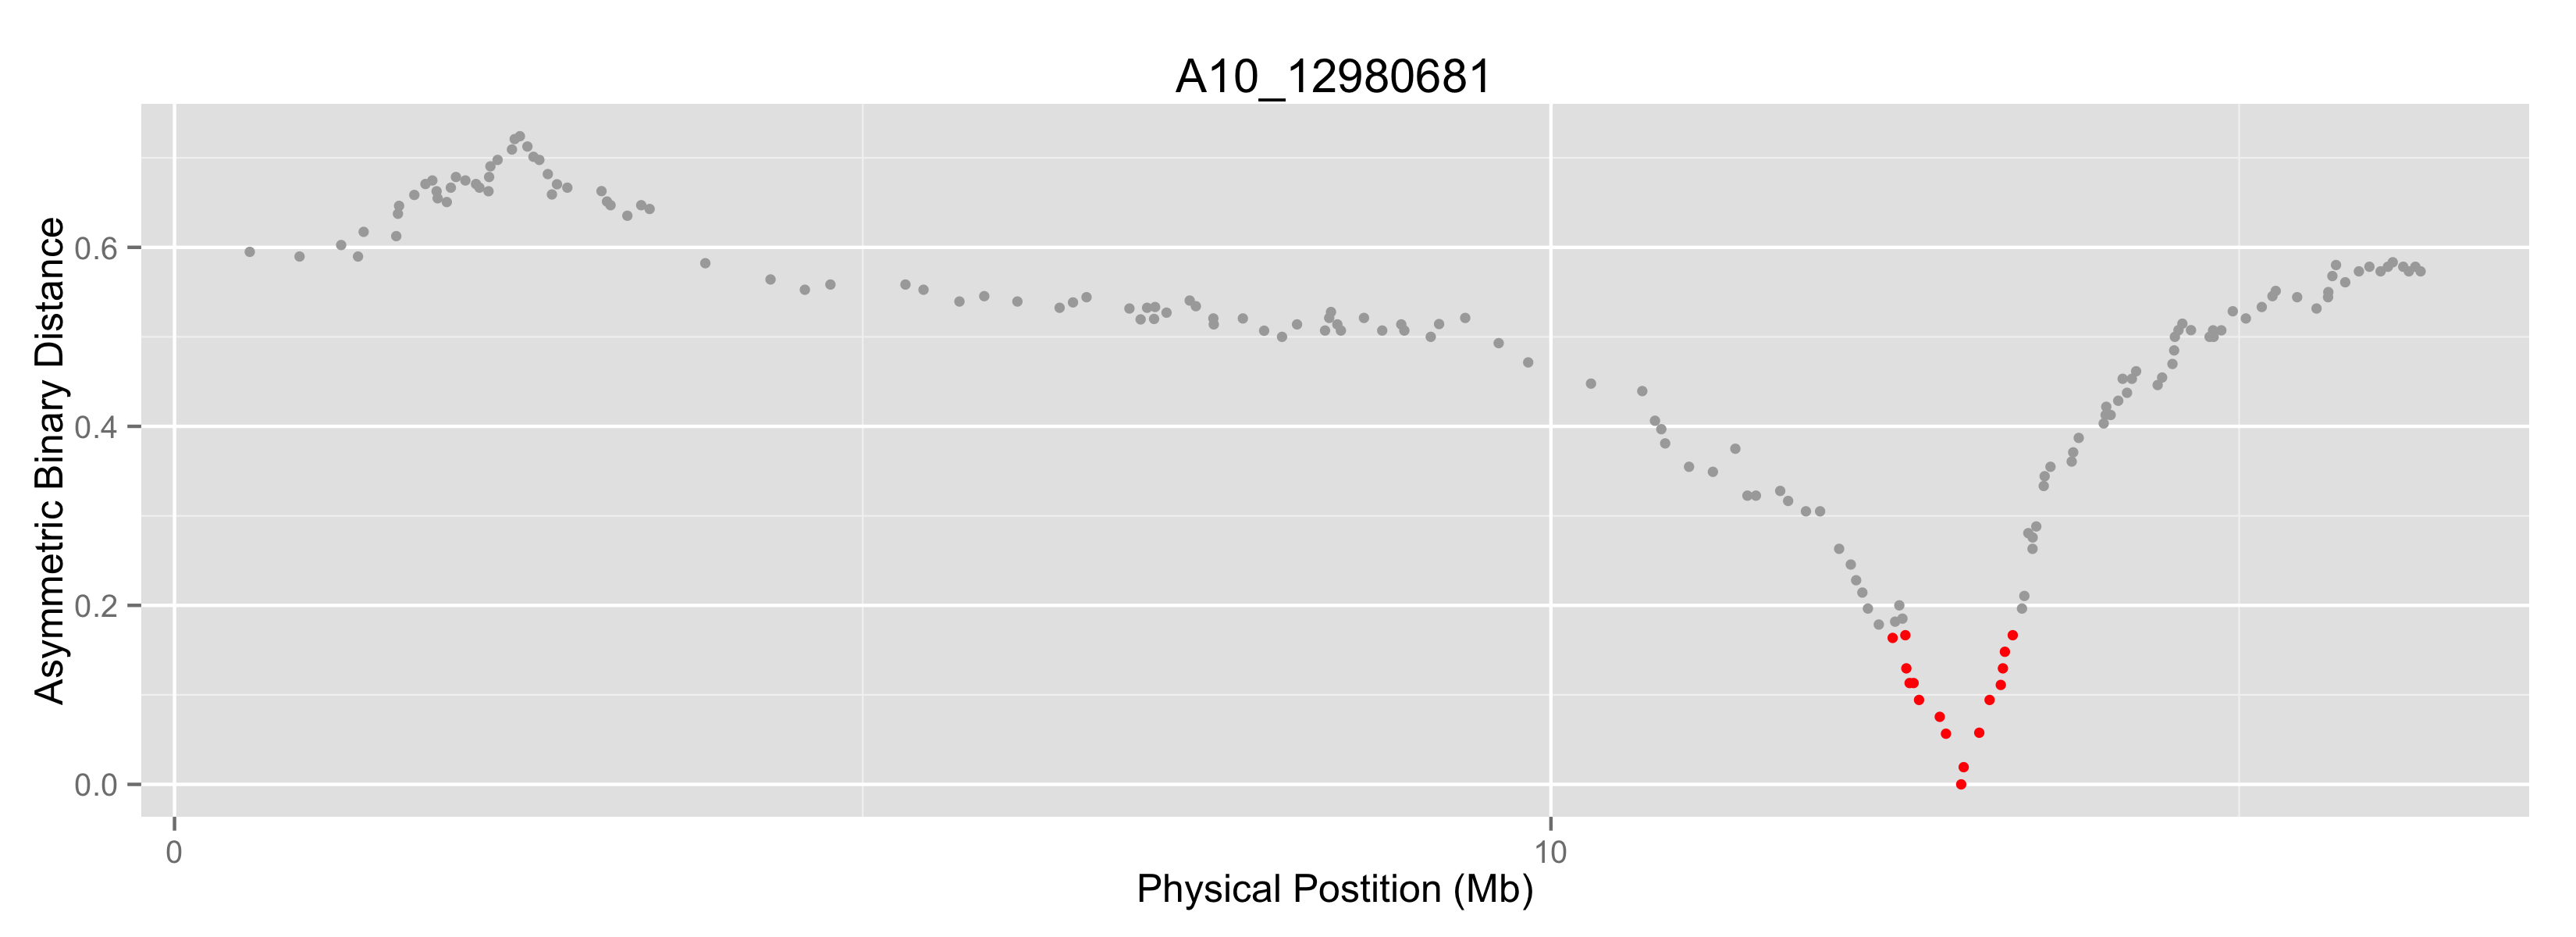 A10_12980681
Asymmetric Binary Distance
0.6
0.4
0.2
0.0
0
10
Physical Postition (Mb)